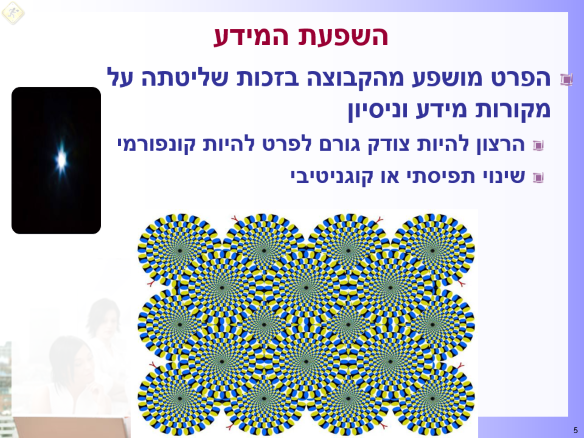 השפעת המידע
הפרט מושפע מהקבוצה בזכות שליטתה על
מקורות מידע וניסיון
הרצון להיות צודק גורם לפרט להיות קונפורמי
שינוי תפיסתי או קוגניטיבי
5